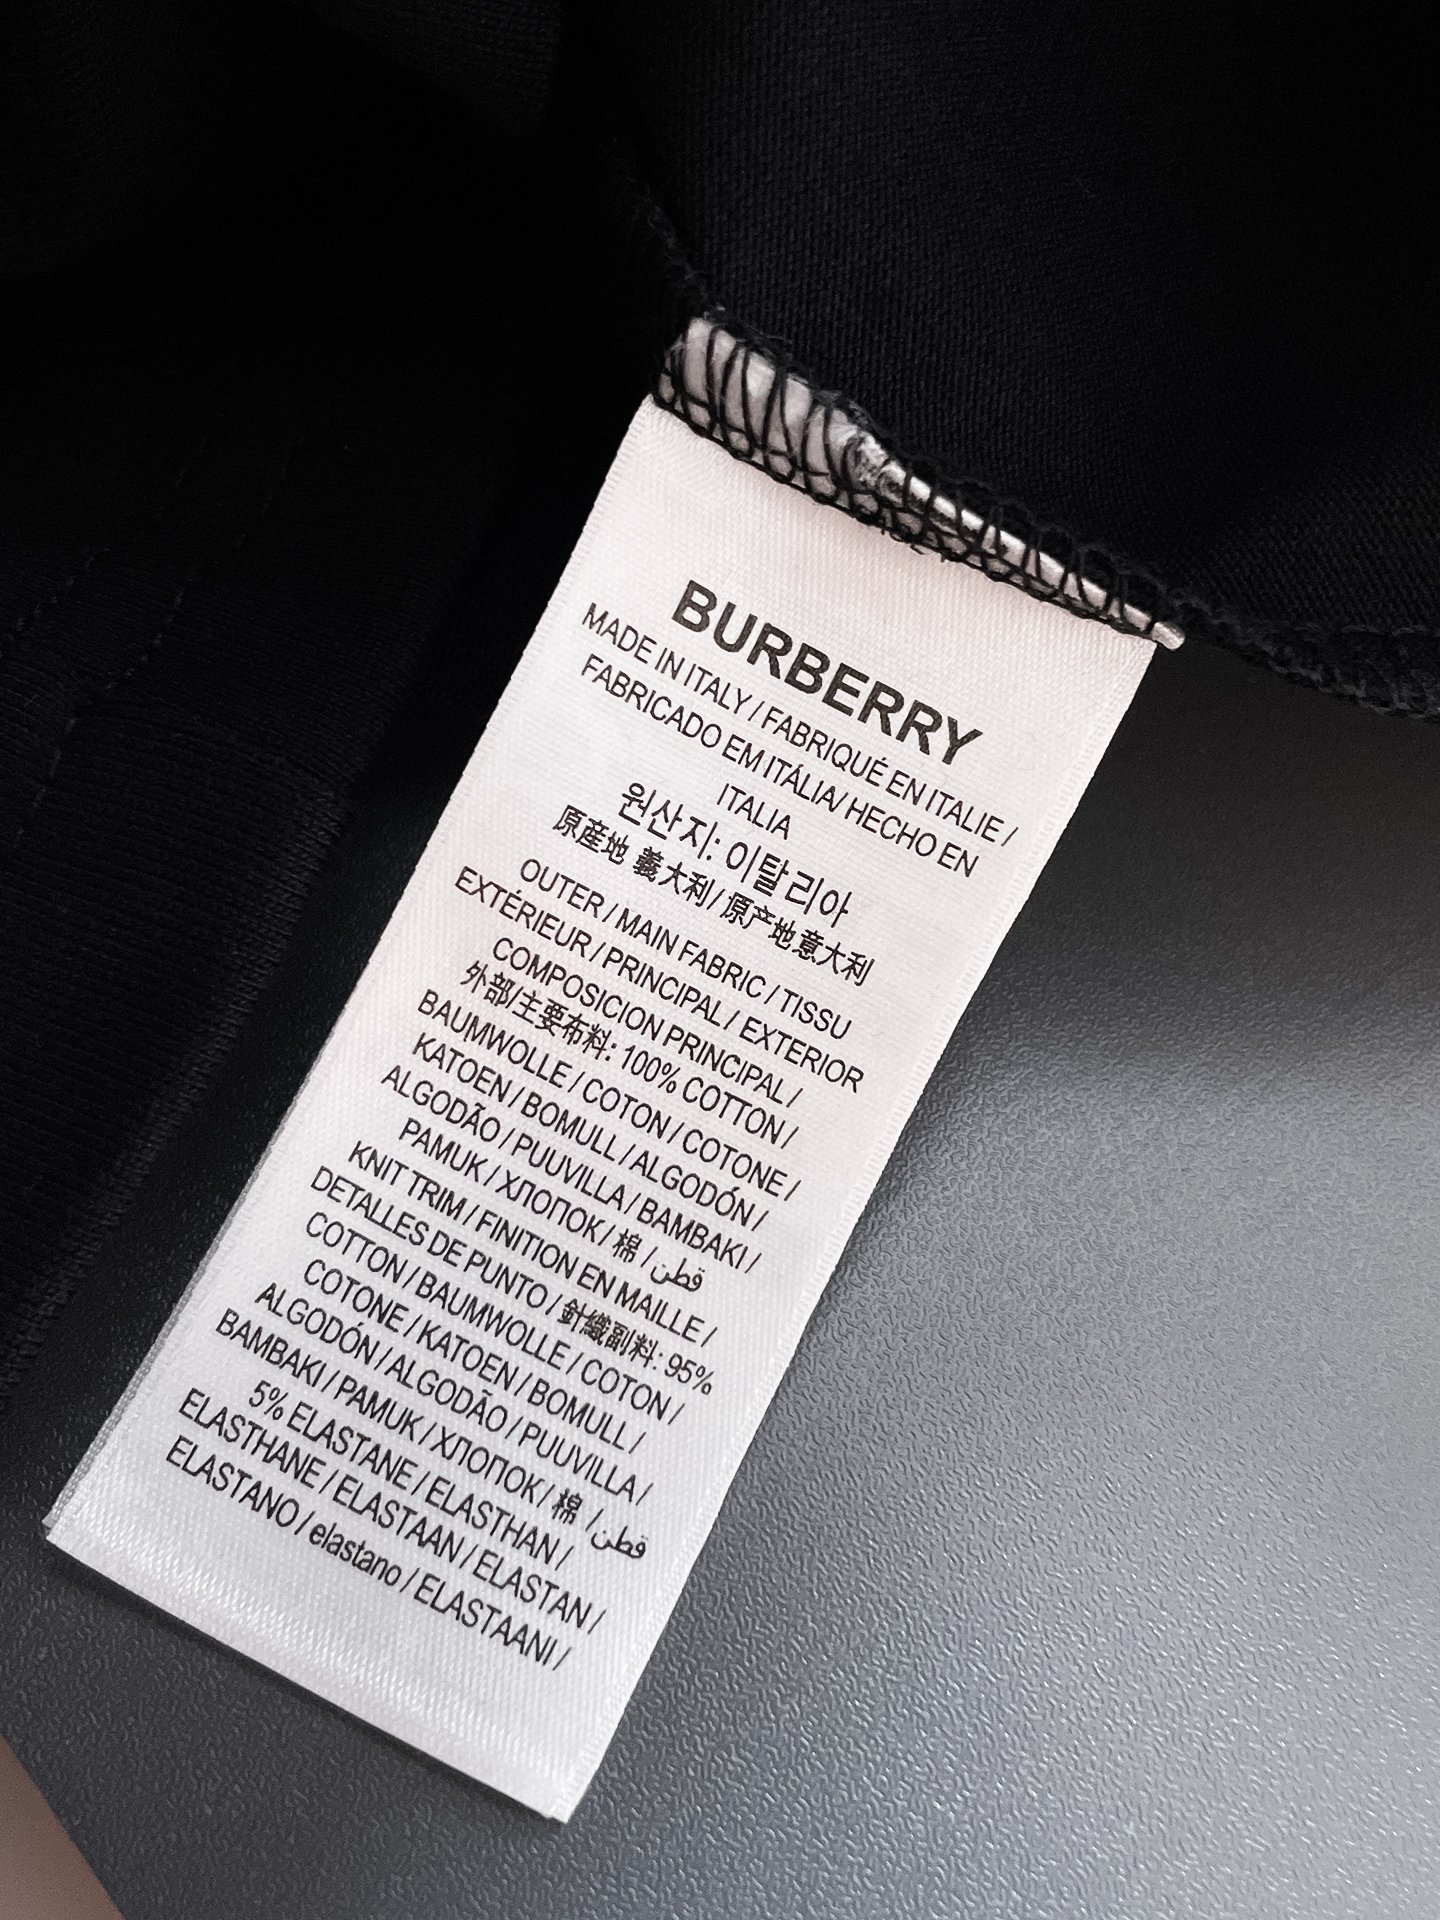 BURBERRY
MADE IN ITALY / FABRIQUÉ EN ITALIE /
FABRICADO EM ITÁLIA/ HECHO EN
ITALIA
원산지: 이탈리아
原産地 義大利 / 原产地意大利
OUTER / MAIN FABRIC / TISSU
EXTÉRIEUR / PRINCIPAL / EXTERIOR
COMPOSICION PRINCIPAL /
外部/主要布料: 100% COTTON /
BAUMWOLLE / COTON / COTONE /
KATOEN / BOMULL / ALGODÓN /
ALGODÃO / PUUVILLA / BAMBAKI /
PAMUK / ХЛОПОК / 棉 / قطن
KNIT TRIM / FINITION EN MAILLE /
DETALLES DE PUNTO / 針織副料: 95%
COTTON / BAUMWOLLE / COTON /
COTONE / KATOEN / BOMULL /
ALGODÓN / ALGODÃO / PUUVILLA /
BAMBAKI / PAMUK / ХЛОПОК / 棉 / قطن
5% ELASTANE / ELASTHAN /
ELASTHANE / ELASTAAN / ELASTAN /
ELASTANO / elastano / ELASTAANI /